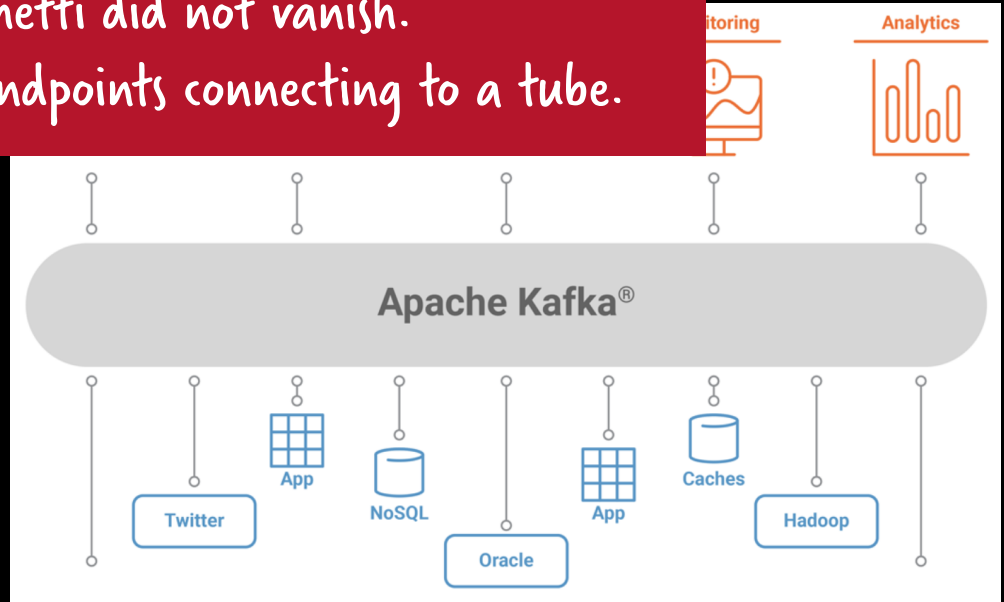 did not vanish.
connecting to a tube.
Analytics
Apache Kafka®
App
Caches
NoSQL
App
Twitter
Hadoop
Oracle